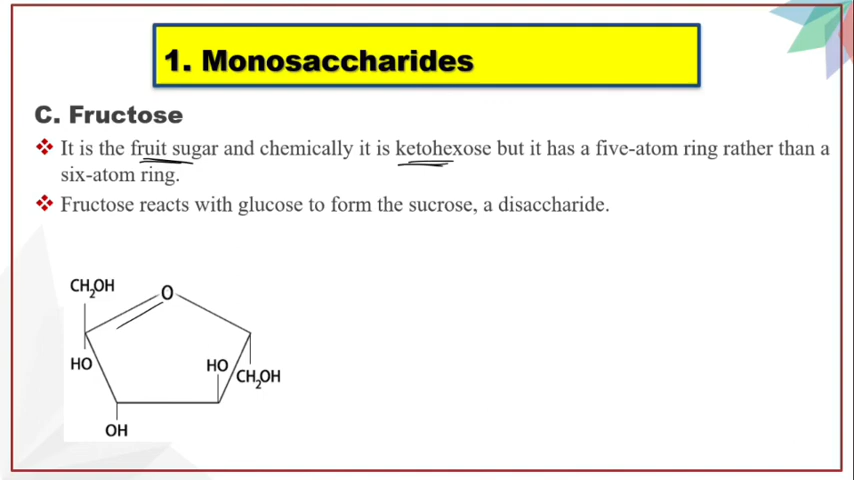 1. Monosaccharides
C. Fructose
❖ It is the fruit sugar and chemically it is ketohexose but it has a five-atom ring rather than a
six-atom ring.
❖ Fructose reacts with glucose to form the sucrose, a disaccharide.
CH₂OH O
HO HO
CH₂OH
OH